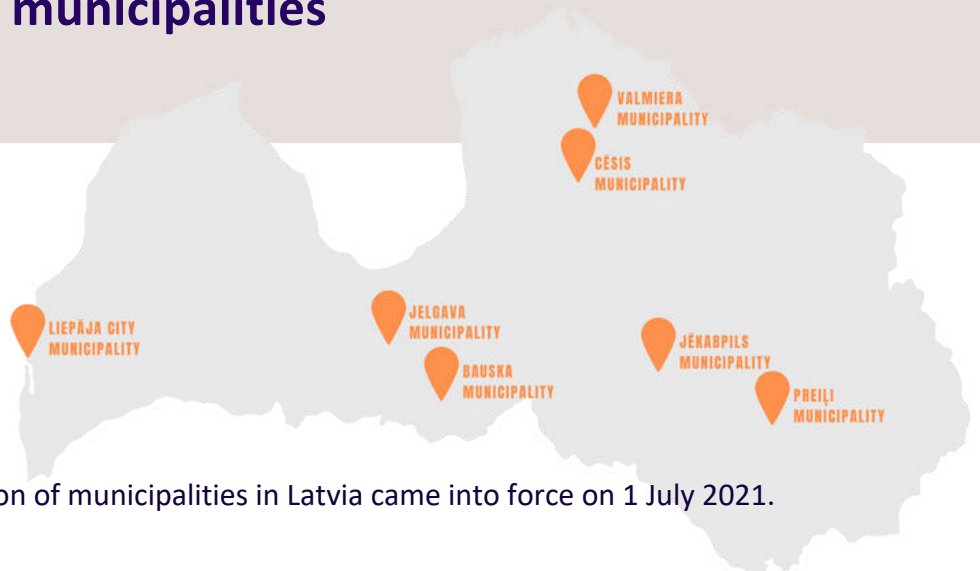 municipalities
VALMIERA
MUNICIPALITY
CĒSIS
MUNICIPALITY
LIEPĀJA CITY
MUNICIPALITY
JELGAVA
MUNICIPALITY
BAUSKA
MUNICIPALITY
JĒKABPILS
MUNICIPALITY
PREIĻI
MUNICIPALITY
on of municipalities in Latvia came into force on 1 July 2021.